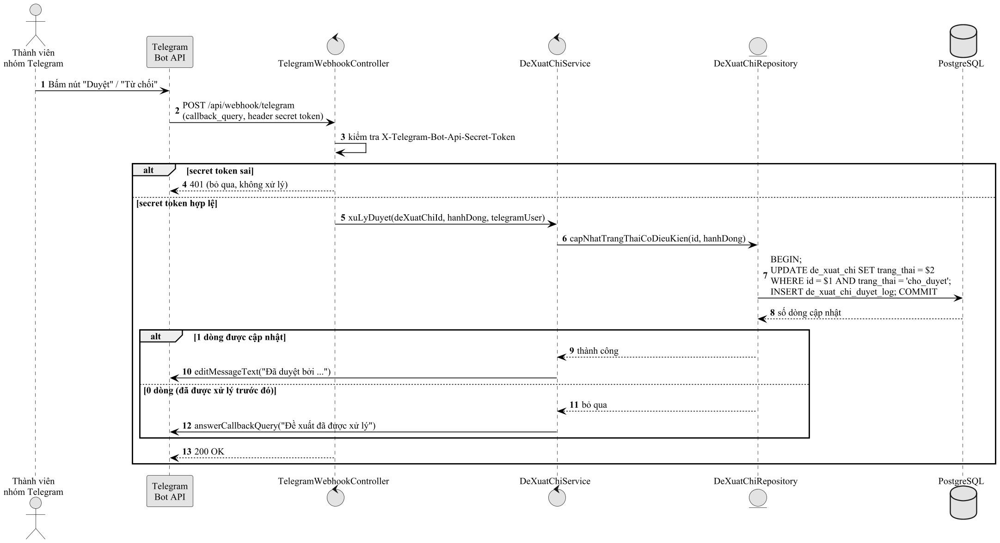 Thành viên
nhóm Telegram
Telegram
Bot API
TelegramWebhookController
DeXuatChiService
DeXuatChiRepository
PostgreSQL
1 Bấm nút "Duyệt" / "Từ chối"
2 POST /api/webhook/telegram
(callback_query, header secret token)
3 kiểm tra X-Telegram-Bot-Api-Secret-Token
alt [secret token sai]
4 401 (bỏ qua, không xử lý)
[secret token hợp lệ]
5 xuLyDuyet(deXuatChiId, hanhDong, telegramUser)
6 capNhatTrangThaiCoDieuKien(id, hanhDong)
7 BEGIN;
UPDATE de_xuat_chi SET trang_thai = $2
WHERE id = $1 AND trang_thai = 'cho_duyet';
INSERT de_xuat_chi_duyet_log; COMMIT
8 số dòng cập nhật
alt [1 dòng được cập nhật]
9 thành công
10 editMessageText("Đã duyệt bởi ...")
[0 dòng (đã được xử lý trước đó)]
11 bỏ qua
12 answerCallbackQuery("Đề xuất đã được xử lý")
13 200 OK
Thành viên
nhóm Telegram
Telegram
Bot API
TelegramWebhookController
DeXuatChiService
DeXuatChiRepository
PostgreSQL